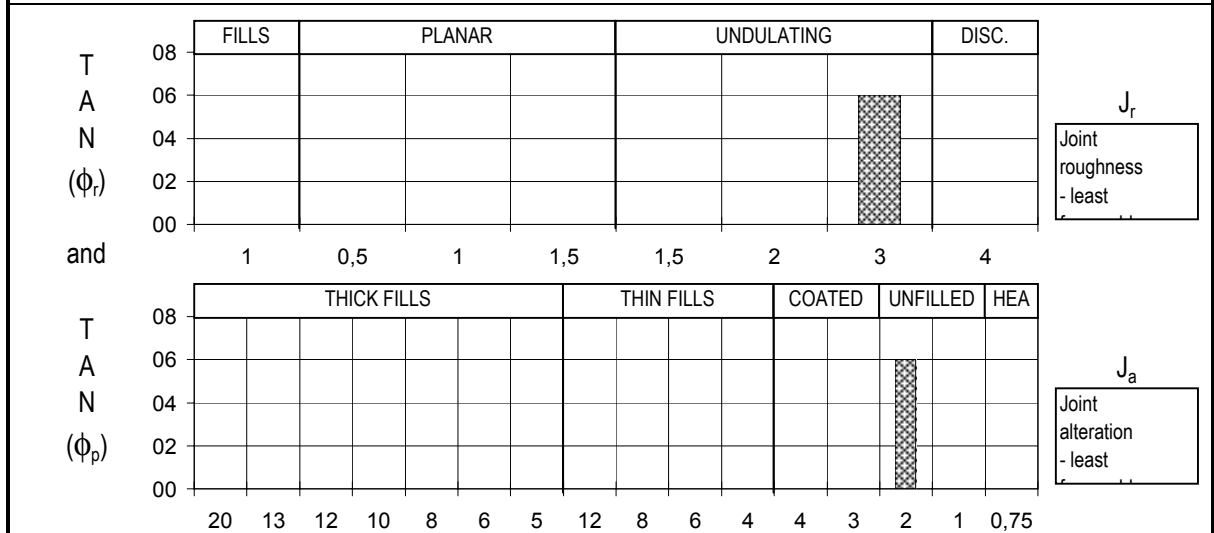 FILLS PLANAR UNDULATING DISC.
T
A
N
(ϕr)
08
06
04
02
00
1 0,5 1 1,5 1,5 2 3 4
Jr
Joint
roughness
- least
and
THICK FILLS THIN FILLS COATED UNFILLED HEA
T
A
N
(ϕp)
08
06
04
02
00
20 13 12 10 8 6 5 12 8 6 4 4 3 2 1 0,75
Ja
Joint
alteration
- least